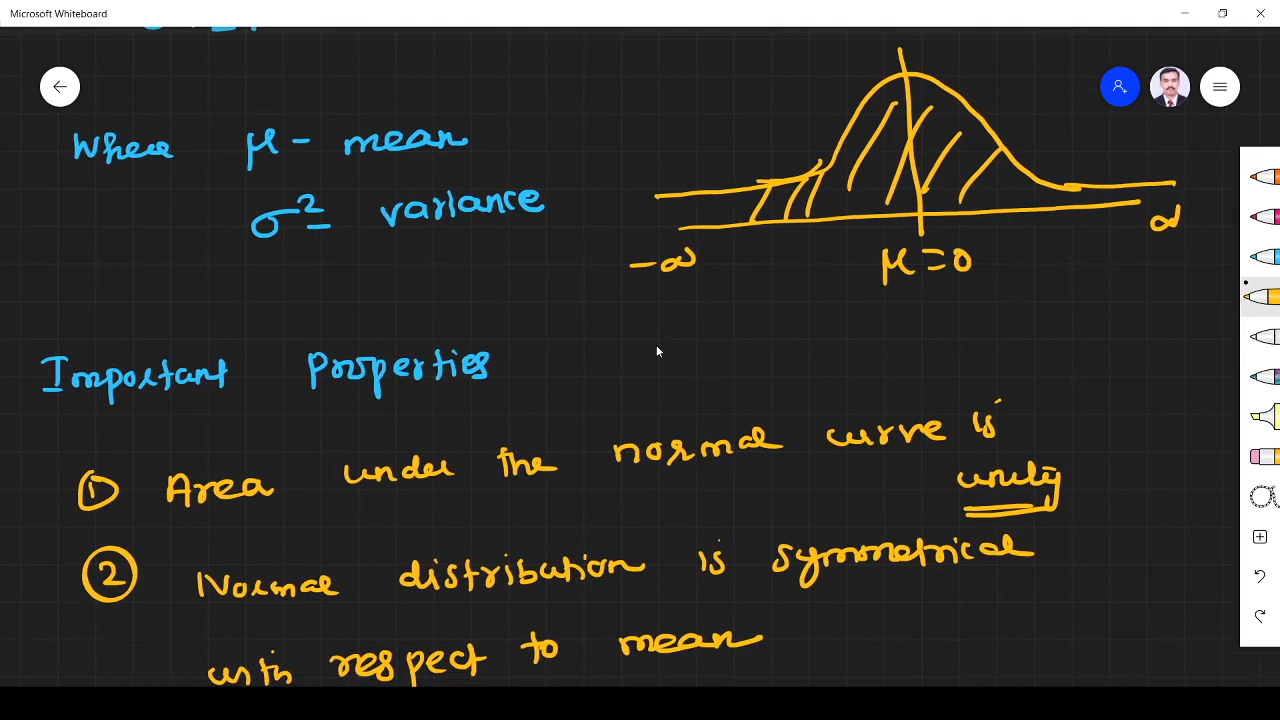 Microsoft Whiteboard
Where μ - mean
σ² variance
-∞
μ = 0
∞
Important Properties
① Area under the normal curve is
unity
② Normal distribution is symmetrical
with respect to mean